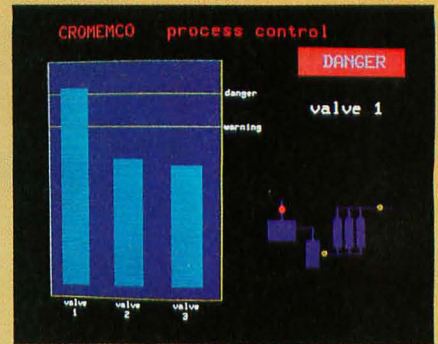 CROMEMCO process control
DANGER
valve 1
danger
warning
valve 1
valve 2
valve 3